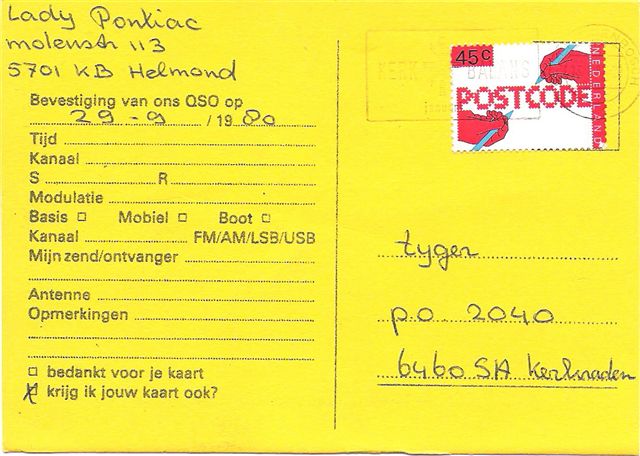 Lady Pontiac
molenstr 113
5701 KB Helmond
Bevestiging van ons QSO op
29-9 / 19 80
Tijd
Kanaal
S R
Modulatie
Basis □ Mobiel □ Boot □
Kanaal FM/AM/LSB/USB
Mijn zend/ontvanger
Antenne
Opmerkingen
□ bedankt voor je kaart
☒ krijg ik jouw kaart ook?
45c
NEDERLAND
POSTCODE
tyger
p.o. 2040
6460 SA Kerkraden